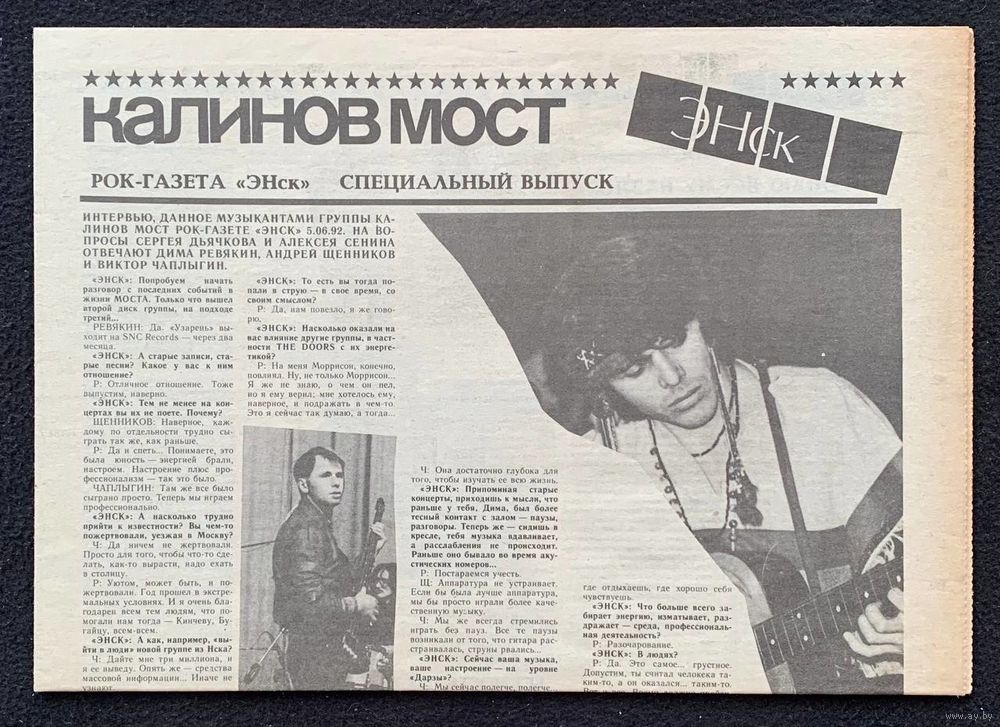 КАЛИНОВ МОСТ
ЭНск
РОК-ГАЗЕТА «ЭНск» СПЕЦИАЛЬНЫЙ ВЫПУСК
ИНТЕРВЬЮ, ДАННОЕ МУЗЫКАНТАМИ ГРУППЫ КА-
ЛИНОВ МОСТ РОК-ГАЗЕТЕ «ЭНСК» 5.06.92. НА ВО-
ПРОСЫ СЕРГЕЯ ДЬЯЧКОВА И АЛЕКСЕЯ СЕНИНА
ОТВЕЧАЮТ ДИМА РЕВЯКИН, АНДРЕЙ ЩЕННИКОВ
И ВИКТОР ЧАПЛЫГИН.
«ЭНСК»: Попробуем начать
разговор с последних событий в
жизни МОСТА. Только что вышел
второй диск группы, на подходе
третий...
РЕВЯКИН: Да. «Узарень» вы-
ходит на SNC Records — через два
месяца.
«ЭНСК»: А старые записи, ста-
рые песни? Какое у вас к ним
отношение?
Р: Отличное отношение. Тоже
выпустим, наверно.
«ЭНСК»: Тем не менее на кон-
цертах вы их не поете. Почему?
ЩЕННИКОВ: Наверное, каж-
дому по отдельности трудно сы-
грать так же, как раньше.
Р: Да и спеть... Понимаете, это
была юность — энергией брали,
настроем. Настроение плюс про-
фессионализм — так это было.
ЧАПЛЫГИН: Там же все было
сыграно просто. Теперь мы играем
профессионально.
«ЭНСК»: А насколько трудно
прийти к известности? Вы чем-то
пожертвовали, уезжая в Москву?
Ч: Да ничем не жертвовали.
Просто для того, чтобы что-то сде-
лать, как-то вырасти, надо ехать
в столицу.
Р: Уютом, может быть, и по-
жертвовали. Год прошел в экстре-
мальных условиях. И я очень бла-
годарен всем тем людям, что по-
могали нам тогда — Кинчеву, Бу-
гайцу, всем-всем.
«ЭНСК»: А как, например, «вы-
йти в люди» новой группе из Нска?
Ч: Дайте мне три миллиона, и
я ее выведу. Опять же — средства
массовой информации... Иначе не
узнают.
«ЭНСК»: То есть вы тогда по-
пали в струю — в свое время, со
своим смыслом?
Р: Да, нам повезло, я же гово-
рю.
«ЭНСК»: Насколько оказали на
вас влияние другие группы, в част-
ности THE DOORS с их энерге-
тикой?
Р: На меня Моррисон, конечно,
повлиял. Ну, не только Моррисон...
Я же не знаю, о чем он пел,
но я ему верил; мне хотелось ему,
наверное, и подражать в чем-то.
Это я сейчас так думаю, а тогда...
Ч: Она достаточно глубока для
того, чтобы изучать ее всю жизнь.
«ЭНСК»: Припоминая старые
концерты, приходишь к мысли, что
раньше у тебя, Дима, был более
тесный контакт с залом — паузы,
разговоры. Теперь же — сидишь в
кресле, тебя музыка вдавливает,
а расслабления не происходит.
Раньше оно бывало во время аку-
стических номеров...
Р: Постараемся учесть.
Щ: Аппаратура не устраивает.
Если бы была лучше аппаратура,
мы бы просто играли более каче-
ственную музыку.
Ч: Мы же всегда стремились
играть без пауз. Все те паузы
возникали от того, что гитара рас-
страивалась, струны рвались...
«ЭНСК»: Сейчас ваша музыка,
ваше настроение — на уровне
«Дарзы»?
Ч: Мы сейчас полегче, полегче...
где отдыхаешь, где хорошо себя
чувствуешь.
«ЭНСК»: Что больше всего за-
бирает энергию, изматывает, раз-
дражает — среда, профессиональ-
ная деятельность?
Р: Разочарование.
«ЭНСК»: В людях?
Р: Да. Это самое... грустное.
Допустим, ты считал человека та-
ким-то, а он оказался... таким-то.
www.ay.by